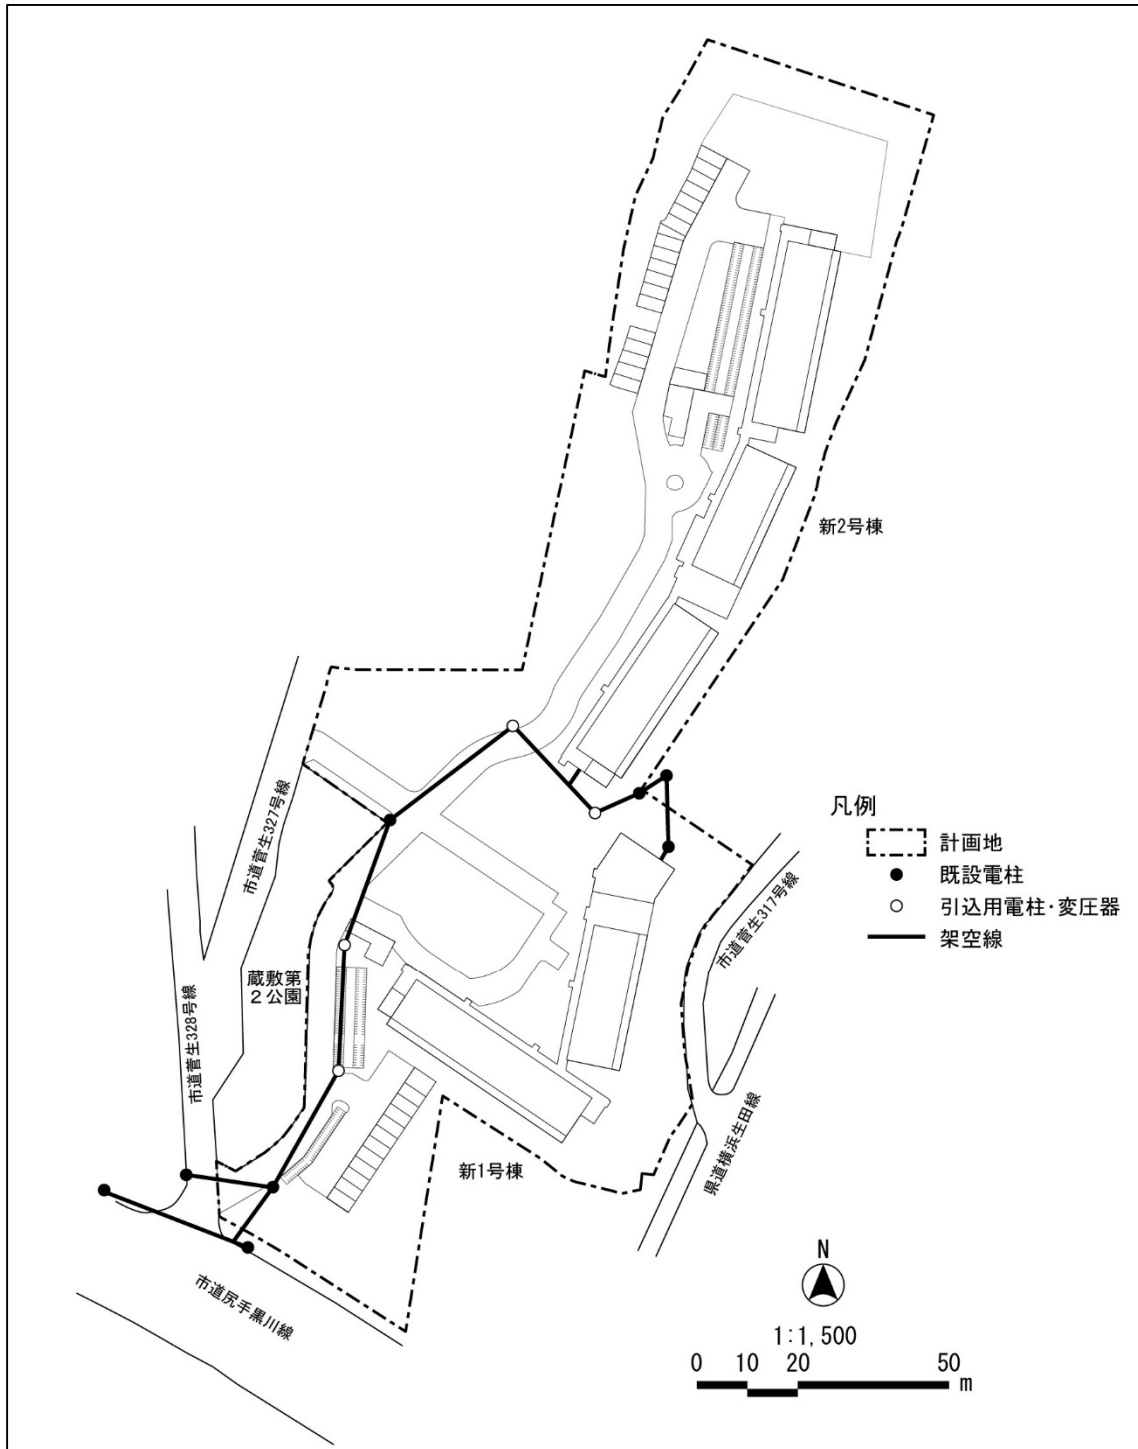 新2号棟
凡例
計画地
既設電柱
引込用電柱・変圧器
架空線
市道菅生327号線
市道菅生317号線
蔵敷第
2公園
市道菅生328号線
県道横浜生田線
新1号棟
市道尻手黒川線
N
1:1,500
0 10 20 50
m